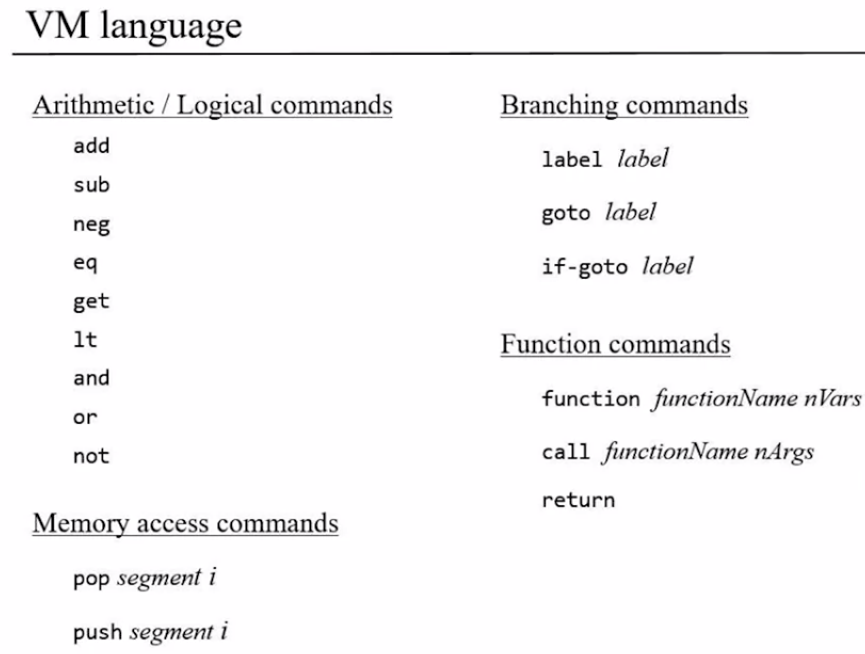 VM language
Arithmetic / Logical commands
add
sub
neg
eq
get
lt
and
or
not
Memory access commands
pop segment i
push segment i
Branching commands
label label
goto label
if-goto label
Function commands
function functionName nVars
call functionName nArgs
return